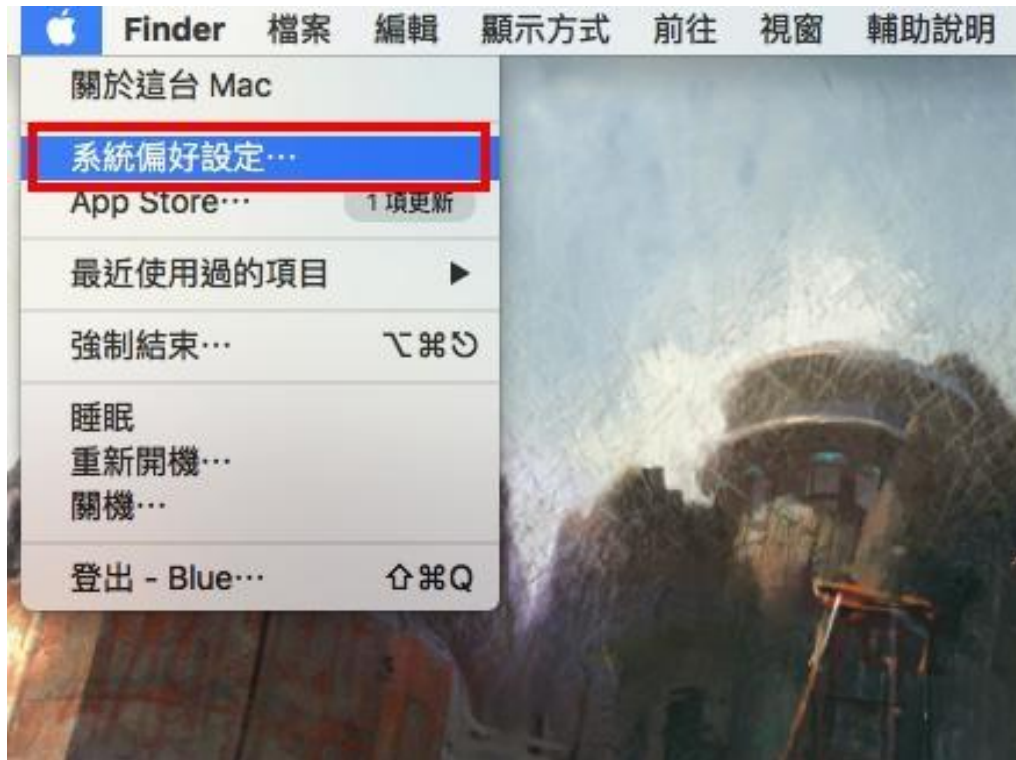 Finder 檔案 編輯 顯示方式 前往 視窗 輔助說明
關於這台 Mac
系統偏好設定⋯
App Store⋯ 1 項更新
最近使用過的項目 ▶
強制結束⋯ ⌥⌘⎋
睡眠
重新開機⋯
關機⋯
登出 - Blue⋯ ⇧⌘Q